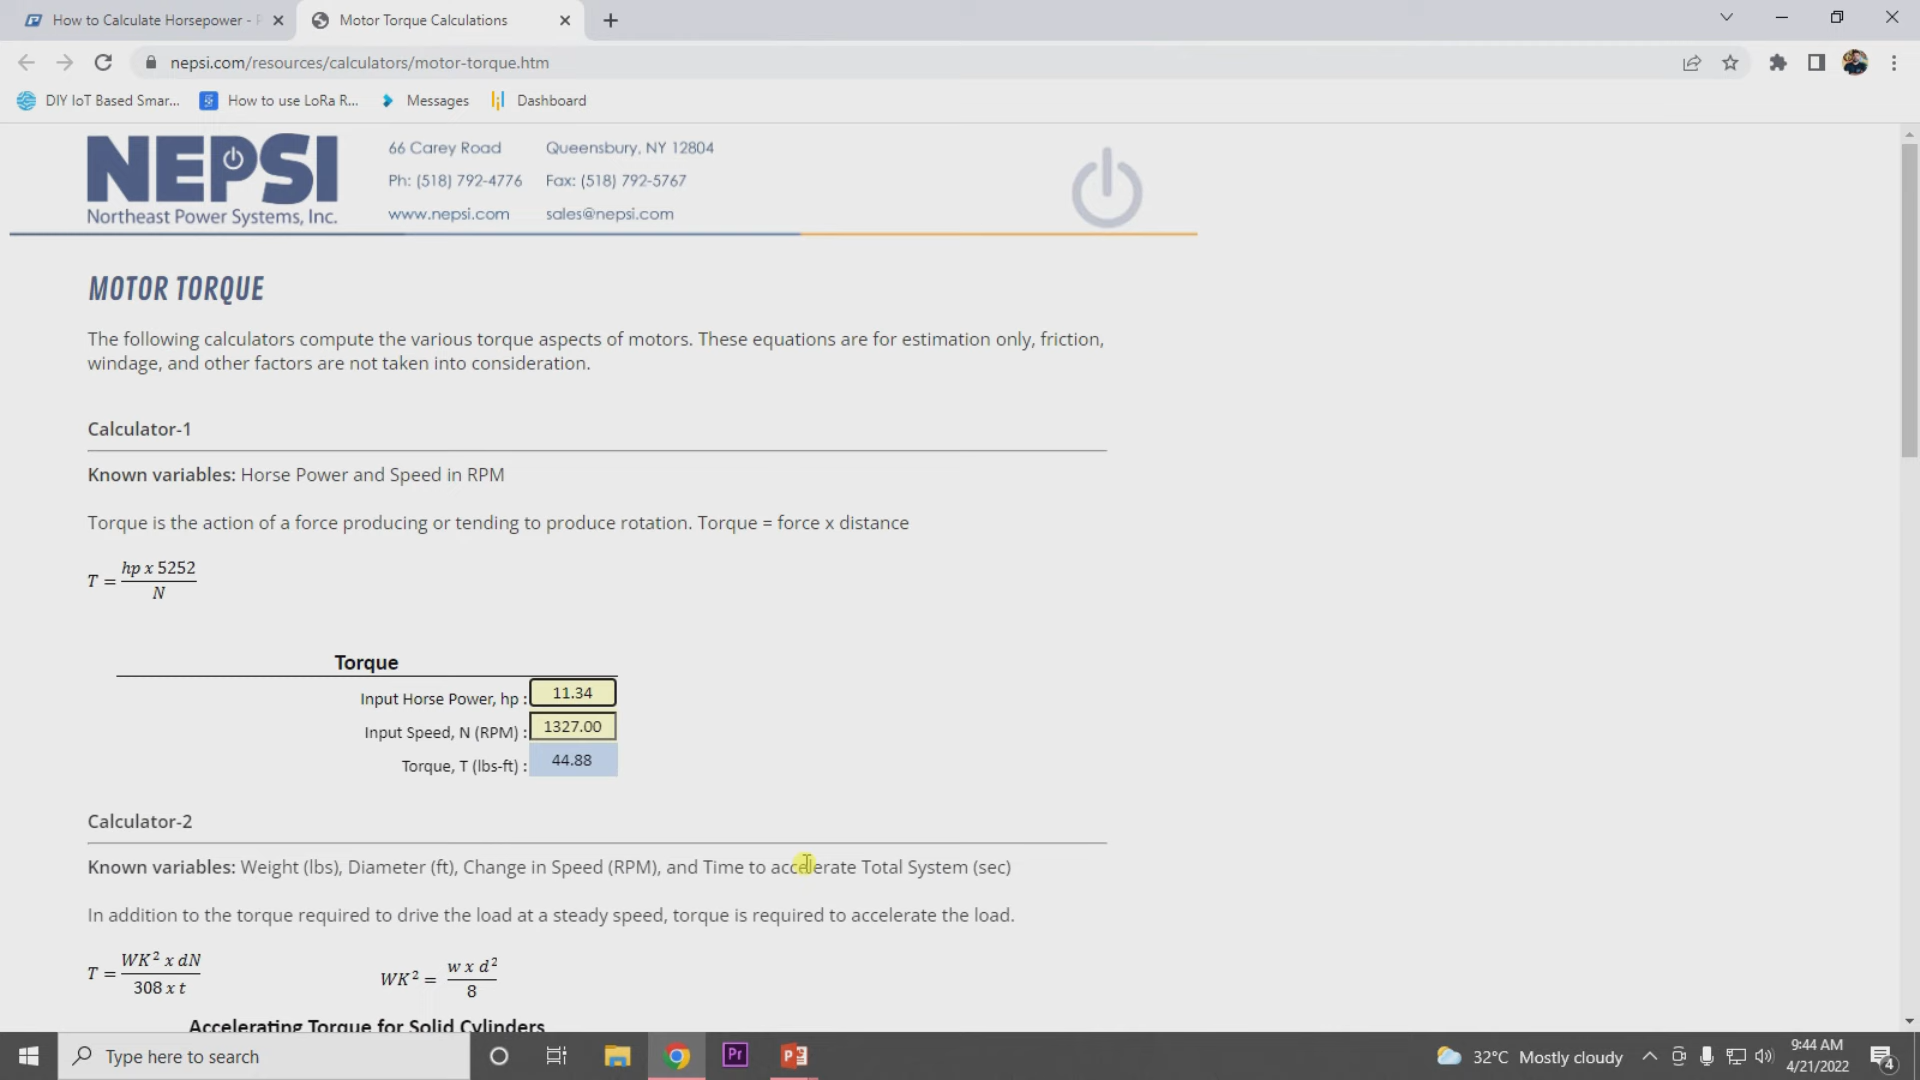 How to Calculate Horsepower -
Motor Torque Calculations
nepsi.com/resources/calculators/motor-torque.htm
DIY IoT Based Smar...
How to use LoRa R...
Messages
Dashboard
NEPSI
Northeast Power Systems, Inc.
66 Carey Road Queensbury, NY 12804
Ph: (518) 792-4776 Fax: (518) 792-5767
www.nepsi.com sales@nepsi.com
MOTOR TORQUE
The following calculators compute the various torque aspects of motors. These equations are for estimation only, friction,
windage, and other factors are not taken into consideration.
Calculator-1
Known variables: Horse Power and Speed in RPM
Torque is the action of a force producing or tending to produce rotation. Torque = force x distance
T = hp x 5252 / N
Torque
Input Horse Power, hp : 11.34
Input Speed, N (RPM) : 1327.00
Torque, T (lbs-ft) : 44.88
Calculator-2
Known variables: Weight (lbs), Diameter (ft), Change in Speed (RPM), and Time to accelerate Total System (sec)
In addition to the torque required to drive the load at a steady speed, torque is required to accelerate the load.
T = WK² x dN / 308 x t WK² = w x d² / 8
Accelerating Torque for Solid Cylinders
Type here to search
Pr
P
32°C Mostly cloudy
9:44 AM
4/21/2022
4